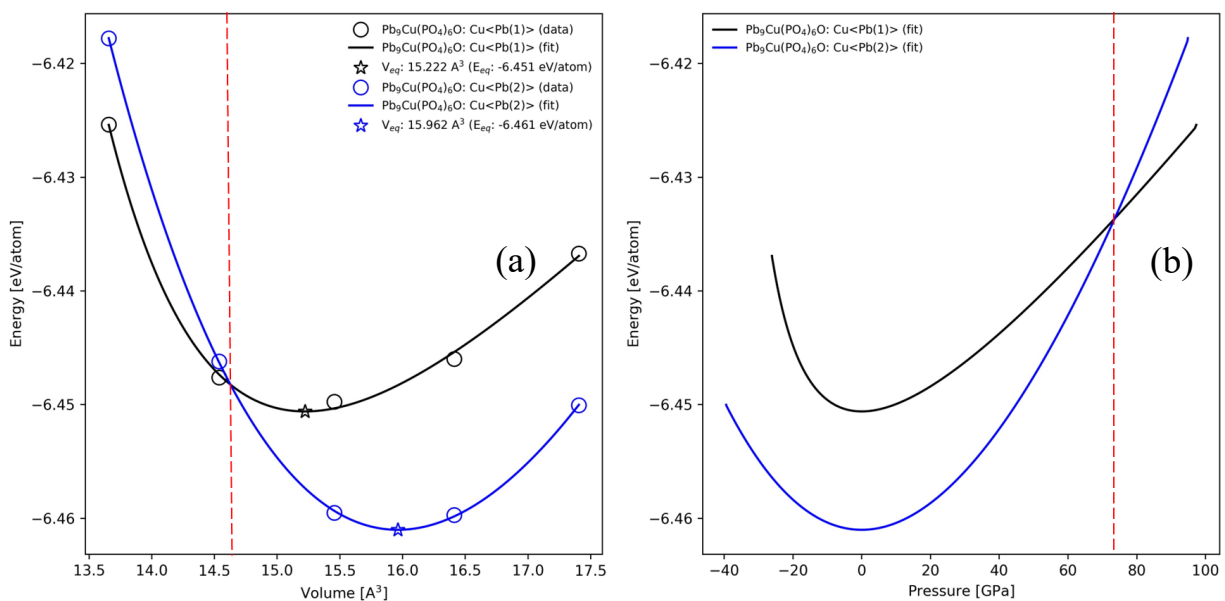 Pb₉Cu(PO₄)₆O: Cu<Pb(1)> (data)
Pb₉Cu(PO₄)₆O: Cu<Pb(1)> (fit)
V_eq: 15.222 A³ (E_eq: -6.451 eV/atom)
Pb₉Cu(PO₄)₆O: Cu<Pb(2)> (data)
Pb₉Cu(PO₄)₆O: Cu<Pb(2)> (fit)
V_eq: 15.962 A³ (E_eq: -6.461 eV/atom)
(a)
Energy [eV/atom]
−6.42
−6.43
−6.44
−6.45
−6.46
13.5 14.0 14.5 15.0 15.5 16.0 16.5 17.0 17.5
Volume [A³]
Pb₉Cu(PO₄)₆O: Cu<Pb(1)> (fit)
Pb₉Cu(PO₄)₆O: Cu<Pb(2)> (fit)
(b)
Energy [eV/atom]
−6.42
−6.43
−6.44
−6.45
−6.46
−40 −20 0 20 40 60 80 100
Pressure [GPa]